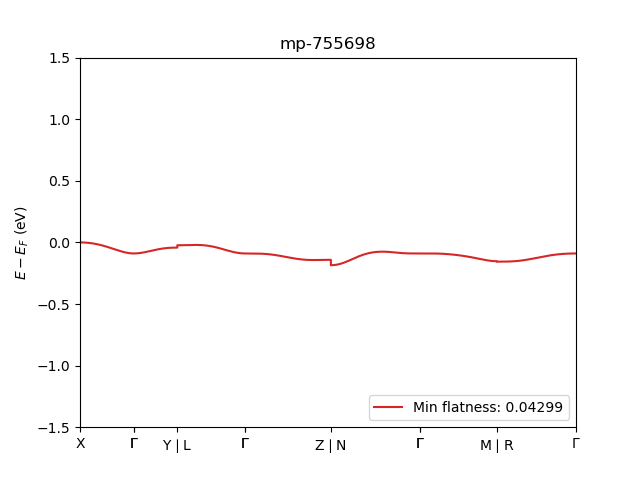 mp-755698
1.5
1.0
0.5
0.0
−0.5
−1.0
−1.5
E − E_F (eV)
Min flatness: 0.04299
X Γ Y | L Γ Z | N Γ M | R Γ